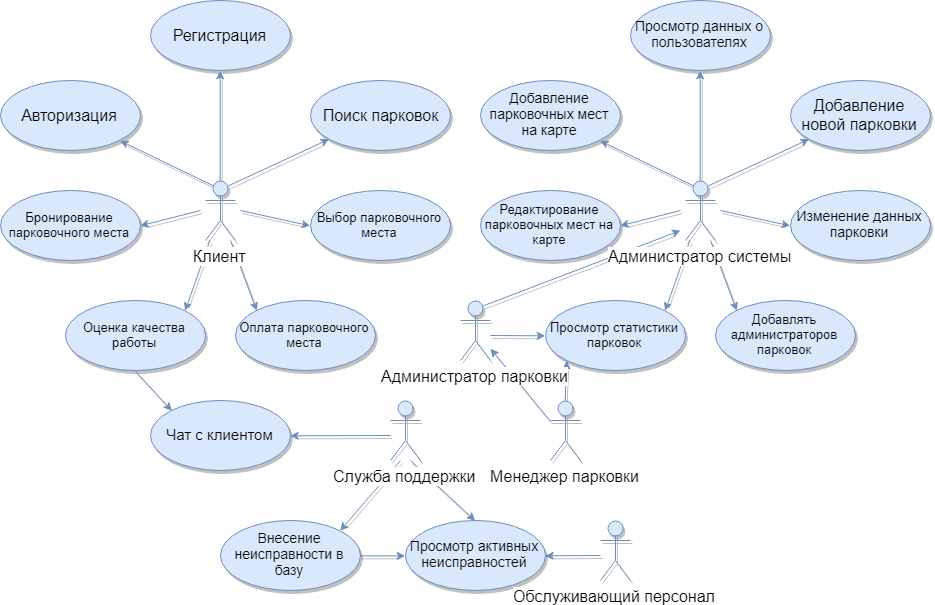 Регистрация
Просмотр данных о
пользователях
Авторизация
Поиск парковок
Добавление
парковочных мест
на карте
Добавление
новой парковки
Бронирование
парковочного места
Выбор парковочного
места
Редактирование
парковочных мест на
карте
Изменение данных
парковки
Клиент
Администратор системы
Оценка качества
работы
Оплата парковочного
места
Просмотр статистики
парковок
Добавлять
администраторов
парковок
Администратор парковки
Чат с клиентом
Служба поддержки
Менеджер парковки
Внесение
неисправности в
базу
Просмотр активных
неисправностей
Обслуживающий персонал